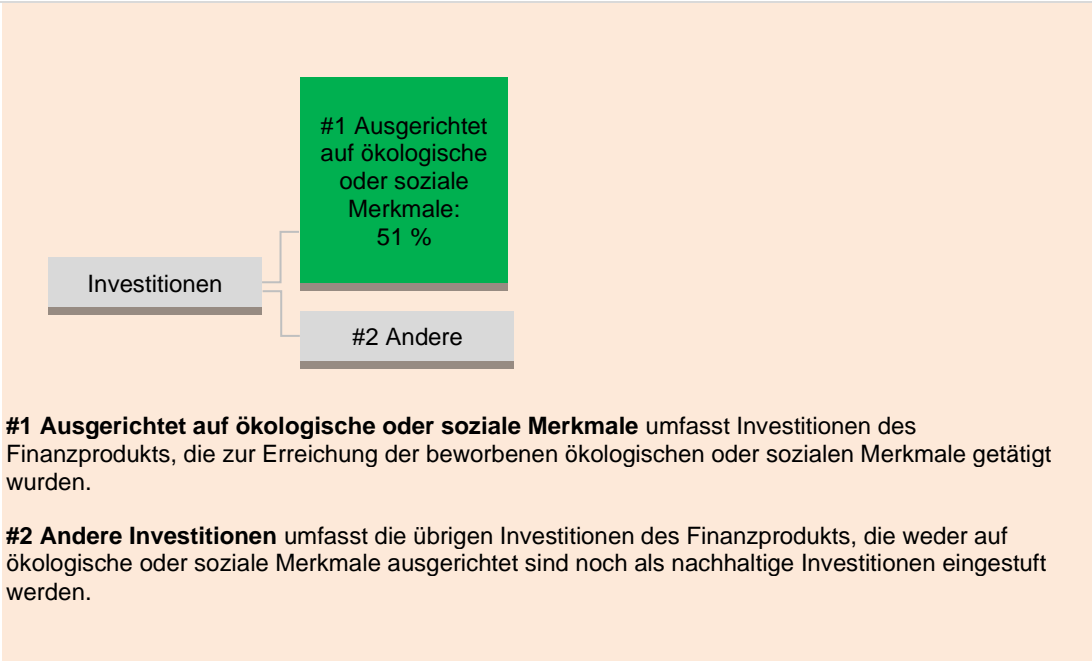 #1 Ausgerichtet
auf ökologische
oder soziale
Merkmale:
51 %
Investitionen
#2 Andere
#1 Ausgerichtet auf ökologische oder soziale Merkmale umfasst Investitionen des
Finanzprodukts, die zur Erreichung der beworbenen ökologischen oder sozialen Merkmale getätigt
wurden.
#2 Andere Investitionen umfasst die übrigen Investitionen des Finanzprodukts, die weder auf
ökologische oder soziale Merkmale ausgerichtet sind noch als nachhaltige Investitionen eingestuft
werden.